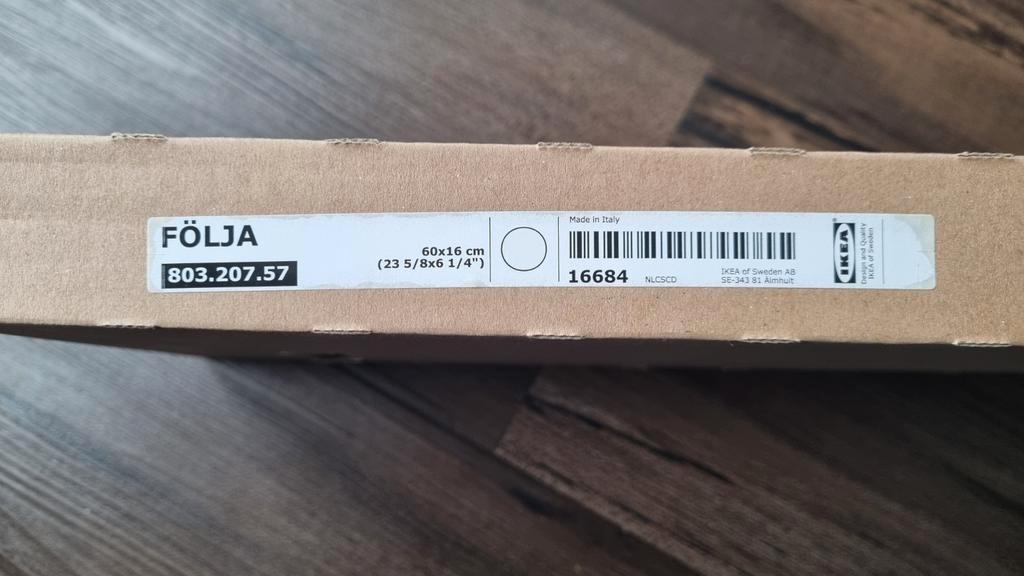 FÖLJA
803.207.57
60x16 cm
(23 5/8x6 1/4")
Made in Italy
16684
NLCSCD
IKEA of Sweden AB
SE-343 81 Älmhult
IKEA®
Design and Quality
IKEA of Sweden